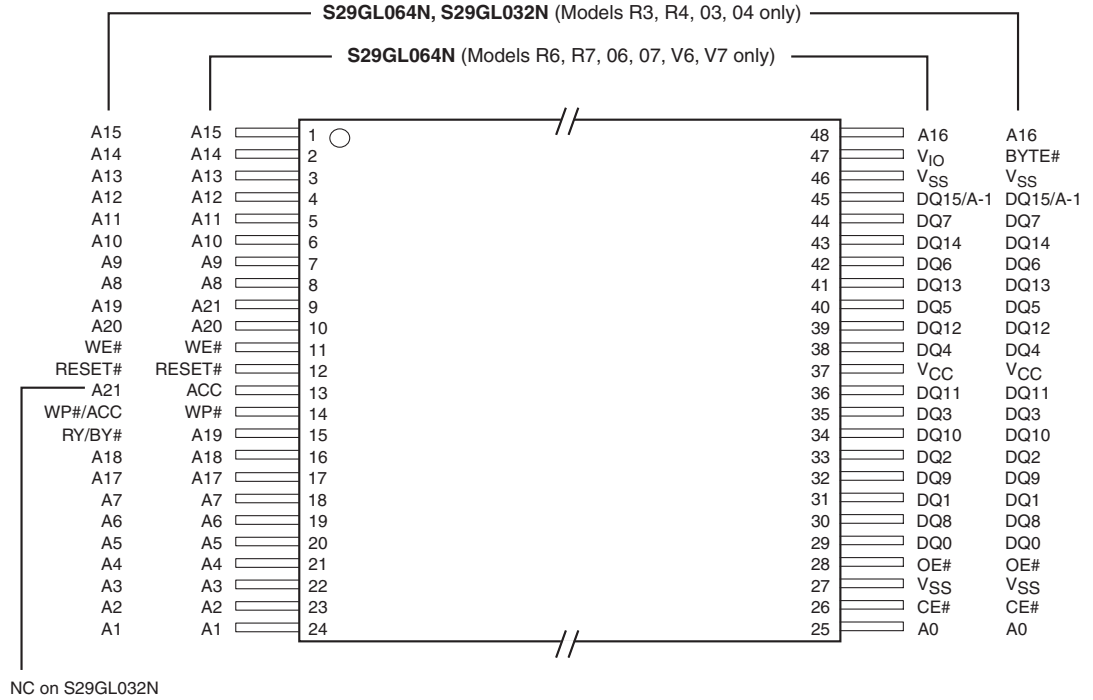 S29GL064N, S29GL032N (Models R3, R4, 03, 04 only)
S29GL064N (Models R6, R7, 06, 07, V6, V7 only)
A15 A15 1 48 A16 A16
A14 A14 2 47 VIO BYTE#
A13 A13 3 46 VSS VSS
A12 A12 4 45 DQ15/A-1 DQ15/A-1
A11 A11 5 44 DQ7 DQ7
A10 A10 6 43 DQ14 DQ14
A9 A9 7 42 DQ6 DQ6
A8 A8 8 41 DQ13 DQ13
A19 A21 9 40 DQ5 DQ5
A20 A20 10 39 DQ12 DQ12
WE# WE# 11 38 DQ4 DQ4
RESET# RESET# 12 37 VCC VCC
A21 ACC 13 36 DQ11 DQ11
WP#/ACC WP# 14 35 DQ3 DQ3
RY/BY# A19 15 34 DQ10 DQ10
A18 A18 16 33 DQ2 DQ2
A17 A17 17 32 DQ9 DQ9
A7 A7 18 31 DQ1 DQ1
A6 A6 19 30 DQ8 DQ8
A5 A5 20 29 DQ0 DQ0
A4 A4 21 28 OE# OE#
A3 A3 22 27 VSS VSS
A2 A2 23 26 CE# CE#
A1 A1 24 25 A0 A0
NC on S29GL032N